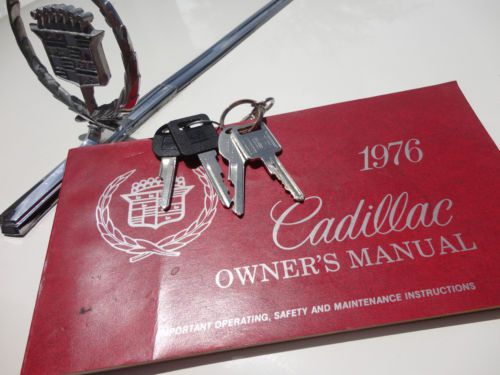 1976
Cadillac
OWNER'S MANUAL
IMPORTANT OPERATING, SAFETY AND MAINTENANCE INSTRUCTIONS